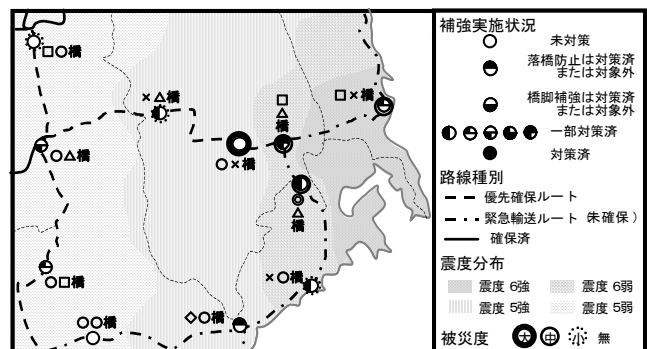 □○橋
×△橋
□
△
橋
□×橋
○×橋
○△橋
◎
△
橋
○□橋
×○橋
◇○橋
○○橋
補強実施状況
未対策
落橋防止は対策済
または対象外
橋脚補強は対策済
または対象外
一部対策済
対策済
路線種別
優先確保ルート
緊急輸送ルート(未確保)
確保済
震度分布
震度 6強 震度 6弱
震度 5強 震度 5弱
被災度 大 中 小 無